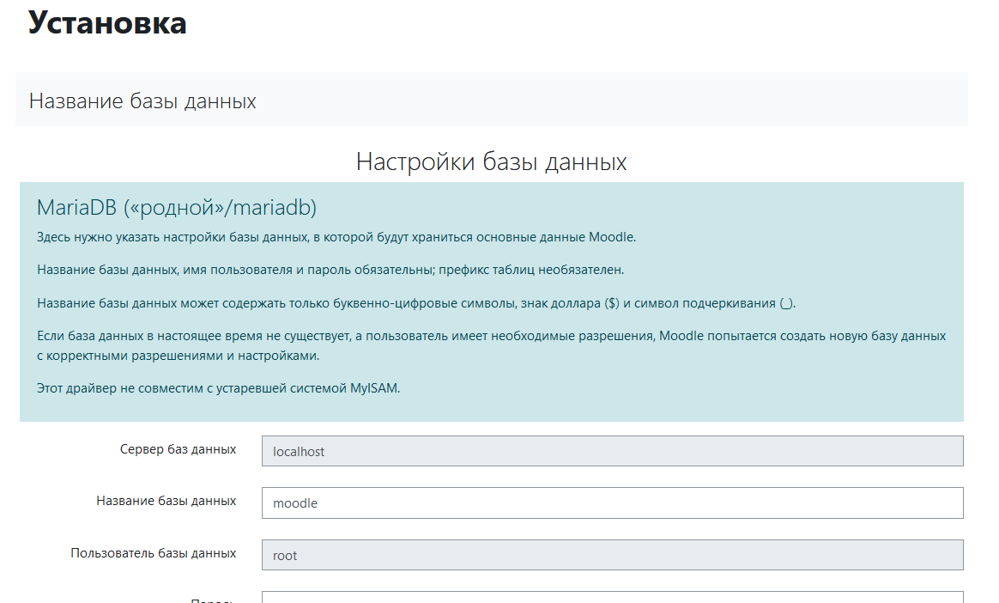 Установка
Название базы данных
Настройки базы данных
MariaDB («родной»/mariadb)
Здесь нужно указать настройки базы данных, в которой будут храниться основные данные Moodle.
Название базы данных, имя пользователя и пароль обязательны; префикс таблиц необязателен.
Название базы данных может содержать только буквенно-цифровые символы, знак доллара ($) и символ подчеркивания (_).
Если база данных в настоящее время не существует, а пользователь имеет необходимые разрешения, Moodle попытается создать новую базу данных
с корректными разрешениями и настройками.
Этот драйвер не совместим с устаревшей системой MyISAM.
Сервер баз данных localhost
Название базы данных moodle
Пользователь базы данных root